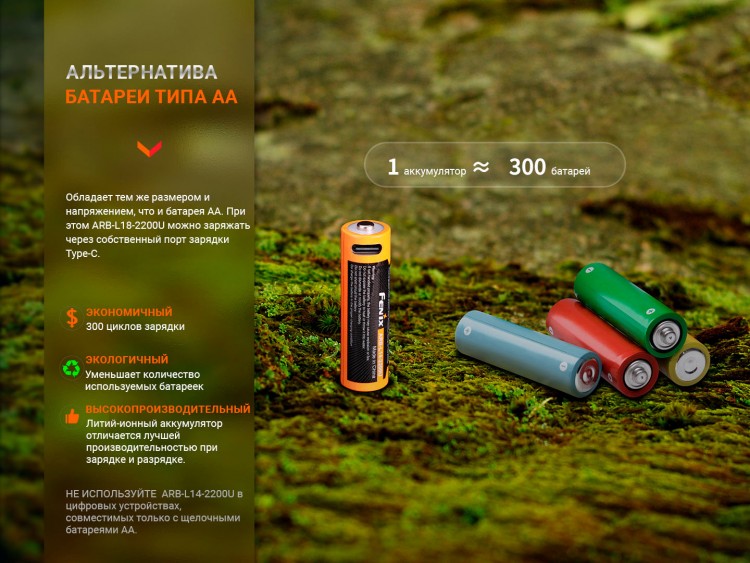 АЛЬТЕРНАТИВА
БАТАРЕИ ТИПА АА
1 аккумулятор ≈ 300 батарей
Обладает тем же размером и
напряжением, что и батарея АА. При
этом ARB-L18-2200U можно заряжать
через собственный порт зарядки
Type-C.
$ ЭКОНОМИЧНЫЙ
300 циклов зарядки
ЭКОЛОГИЧНЫЙ
Уменьшает количество
используемых батареек
ВЫСОКОПРОИЗВОДИТЕЛЬНЫЙ
Литий-ионный аккумулятор
отличается лучшей
производительностью при
зарядке и разрядке.
НЕ ИСПОЛЬЗУЙТЕ ARB-L14-2200U в
цифровых устройствах,
совместимых только с щелочными
батареями АА.
Fenix
Made in China